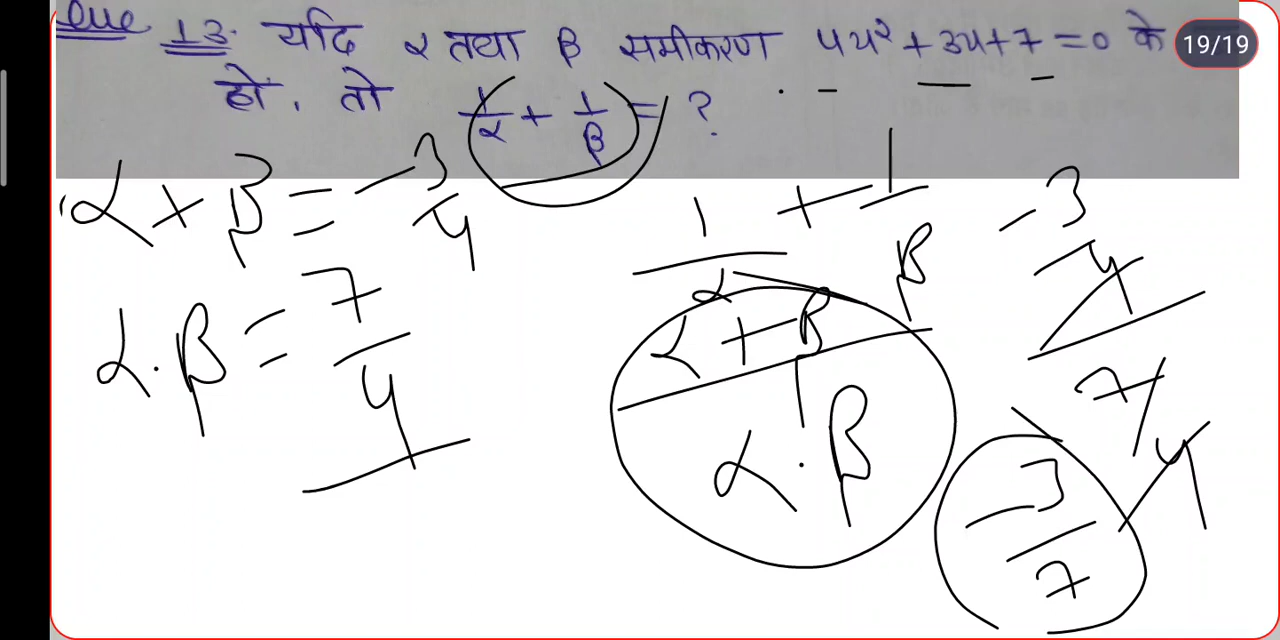 Que 13. यदि α तथा β समीकरण 4x² + 3x + 7 = 0 के
19/19
हों, तो 1/α + 1/β = ?
α + β = -3/4
α . β = 7/4
1/α + 1/β
α + β / α . β
-3/4 / 7/4
-3/7